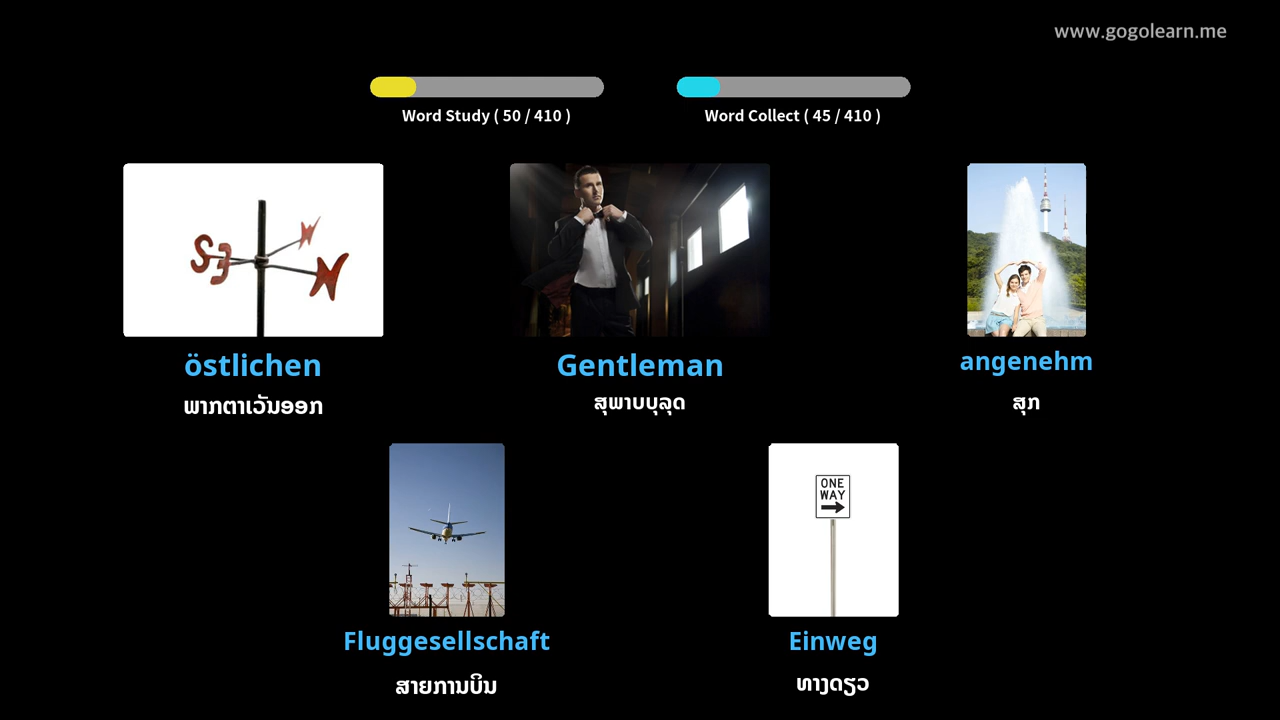 www.gogolearn.me
Word Study ( 50 / 410 )
Word Collect ( 45 / 410 )
S E N
östlichen
ພາກຕາເວັນອອກ
Gentleman
ສຸພາບບຸລຸດ
angenehm
ສຸກ
ONE
WAY
Fluggesellschaft
ສາຍການບິນ
Einweg
ທາງດຽວ